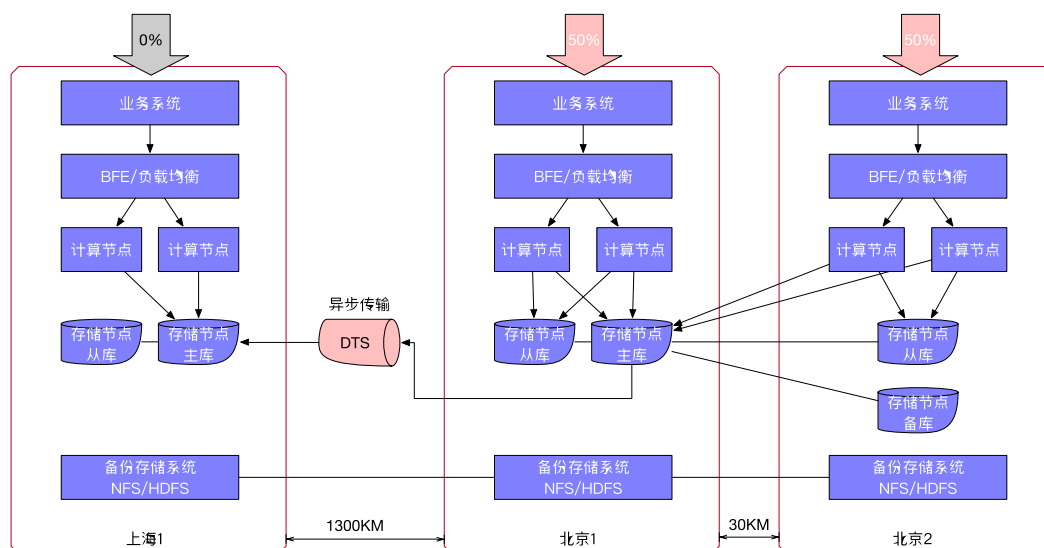 0%
50%
50%
业务系统
业务系统
业务系统
BFE/负载均衡
BFE/负载均衡
BFE/负载均衡
计算节点
计算节点
计算节点
计算节点
计算节点
计算节点
异步传输
存储节点
从库
存储节点
主库
DTS
存储节点
从库
存储节点
主库
存储节点
从库
存储节点
备库
备份存储系统
NFS/HDFS
备份存储系统
NFS/HDFS
备份存储系统
NFS/HDFS
上海1
1300KM
北京1
30KM
北京2